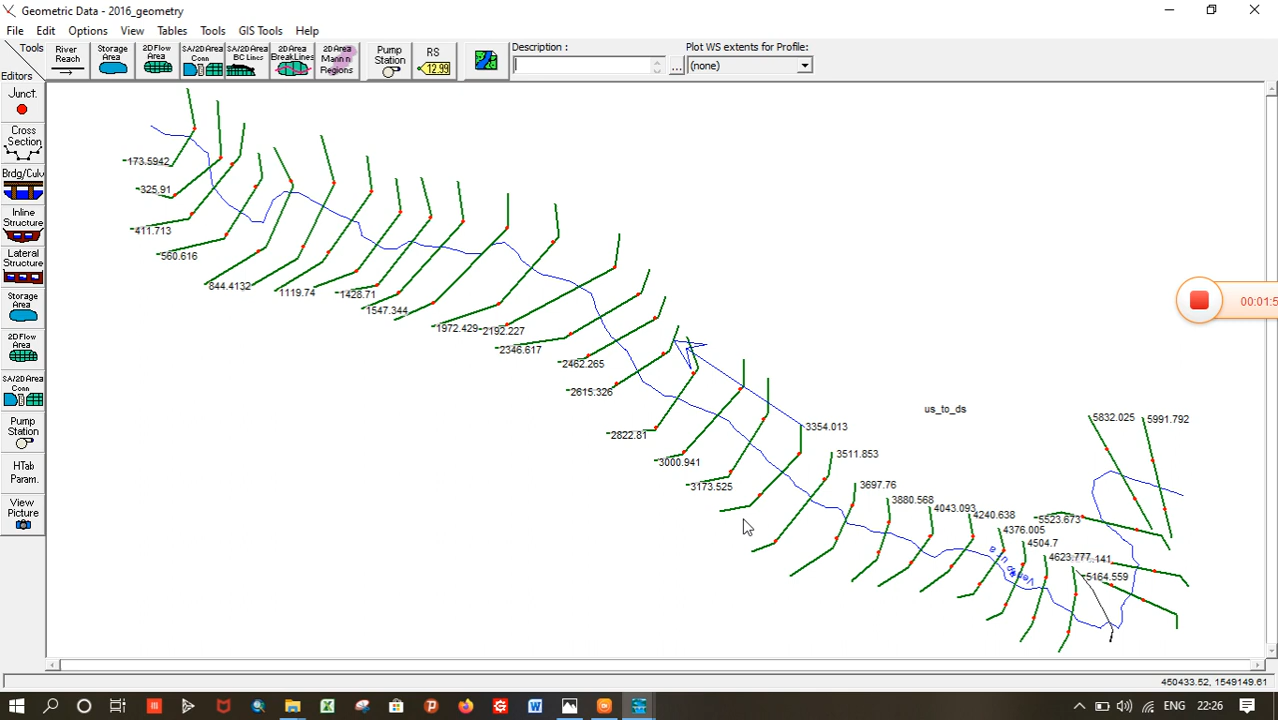 Geometric Data - 2016_geometry
File Edit Options View Tables Tools GIS Tools Help
Tools
Editors
River Reach
Storage Area
2D Flow Area
SA/2D Area Conn
SA/2D Area BC Lines
2D Area BreakLines
2D Area Mann n Regions
Pump Station
RS
12.99
Description :
...
Plot WS extents for Profile:
(none)
Junct.
Cross Section
Brdg/Culv
Inline Structure
Lateral Structure
Storage Area
2D Flow Area
SA/2D Area Conn
Pump Station
HTab Param.
View Picture
173.5942
325.91
411.713
560.616
844.4132
1119.74
1428.71
1547.344
1972.429
2192.227
2346.617
2462.265
2615.326
2822.81
3000.941
3173.525
3354.013
us_to_ds
3511.853
3697.76
3880.568
4043.093
4240.638
4376.005
4504.7
4623.777
.141
5164.559
5523.673
5832.025
5991.792
00:01:5
450433.52, 1549149.61
ENG
22:26